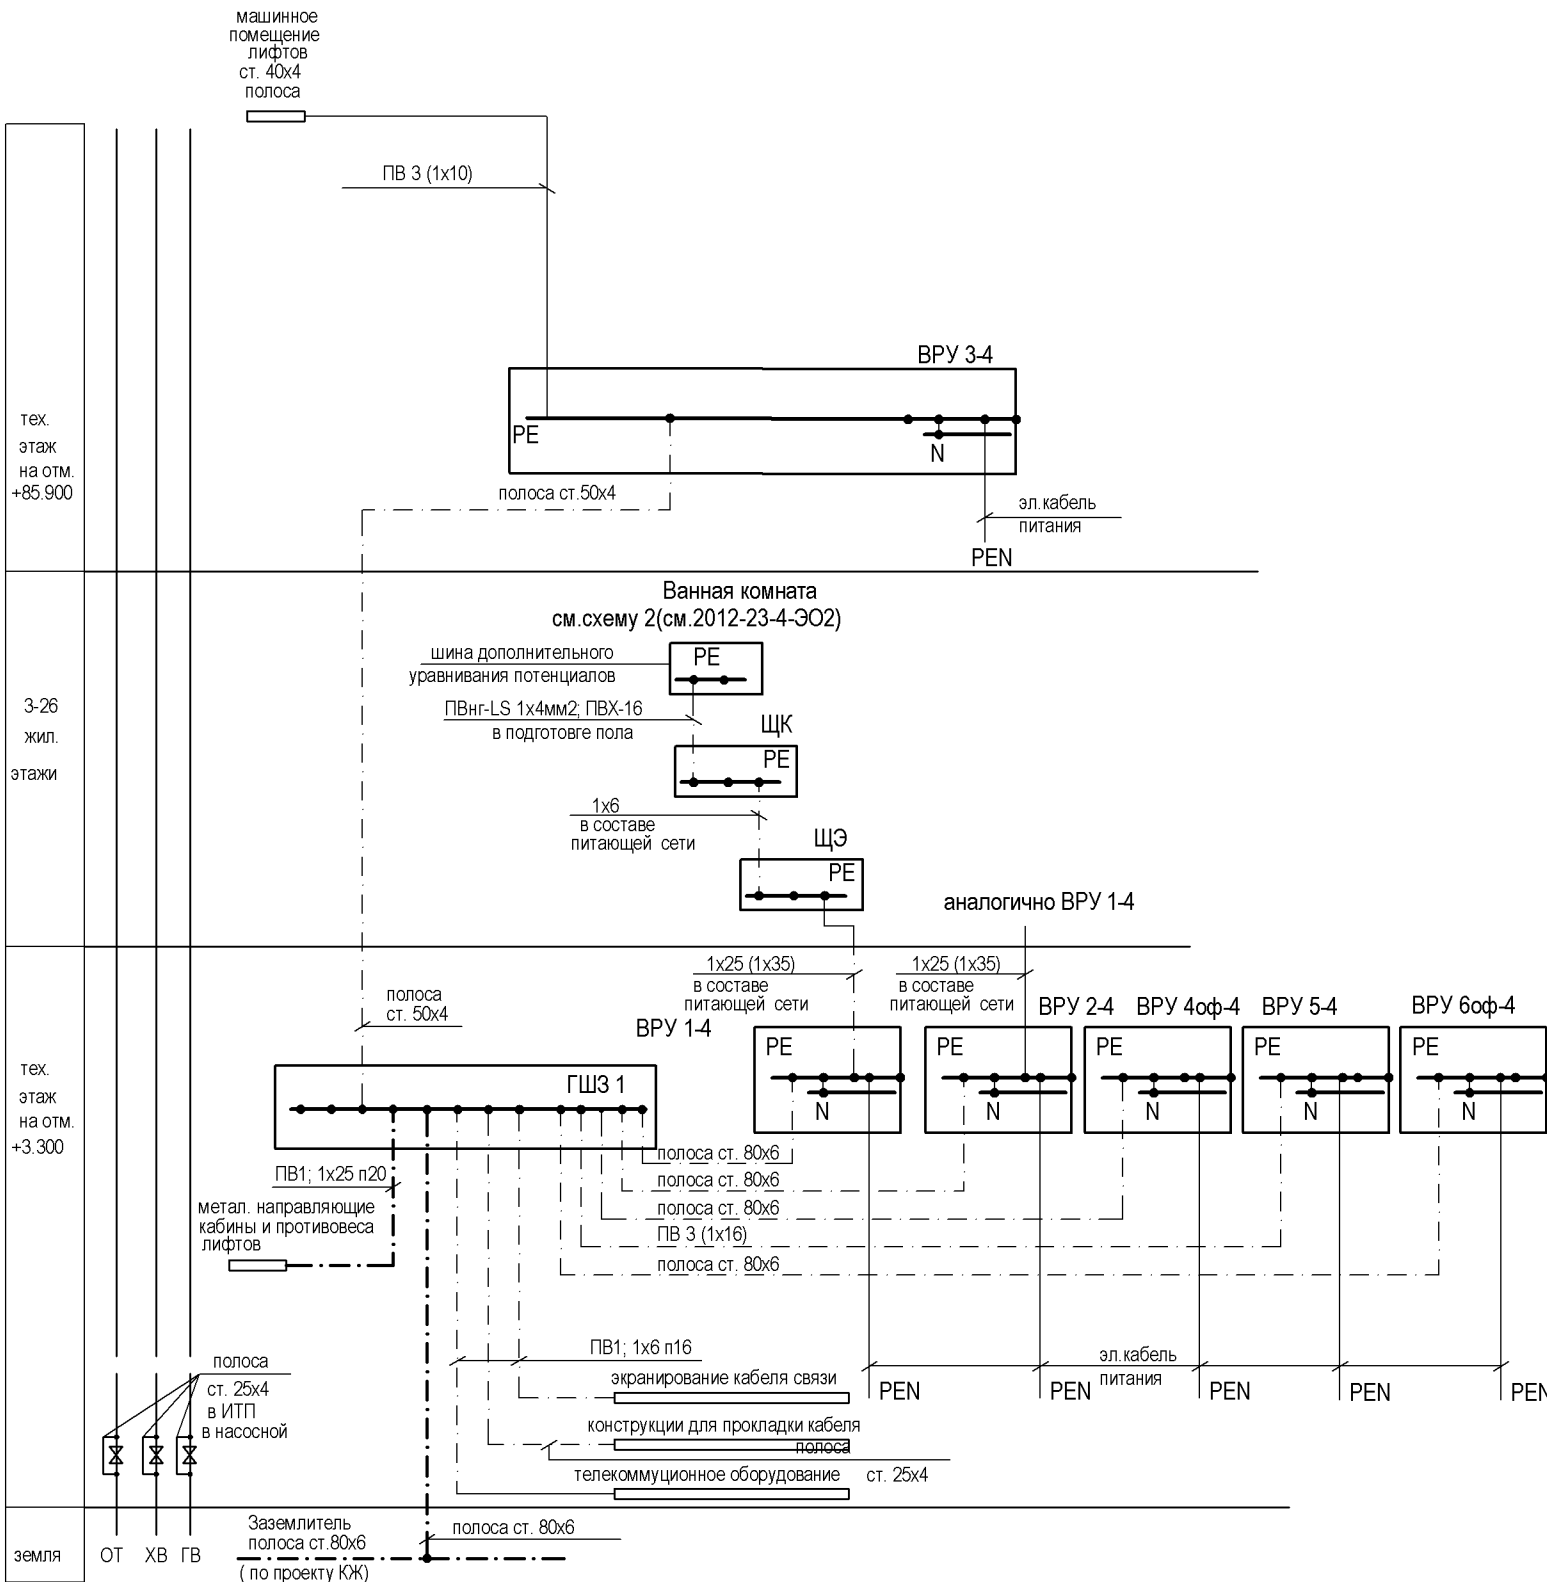 машинное
помещение
лифтов
ст. 40х4
полоса
ПВ 3 (1х10)
ВРУ 3-4
PE
N
тех.
этаж
на отм.
+85.900
полоса ст.50х4
эл.кабель
питания
PEN
Ванная комната
см.схему 2(см.2012-23-4-ЭО2)
шина дополнительного
уравнивания потенциалов
PE
ПВнг-LS 1х4мм2; ПВХ-16
в подготовге пола
ЩК
PE
3-26
жил.
этажи
1х6
в составе
питающей сети
ЩЭ
PE
аналогично ВРУ 1-4
1х25 (1х35)
в составе
питающей сети
1х25 (1х35)
в составе
питающей сети
полоса
ст. 50х4
ВРУ 1-4
ВРУ 2-4
ВРУ 4оф-4
ВРУ 5-4
ВРУ 6оф-4
PE
PE
PE
PE
PE
N
N
N
N
N
ГШЗ 1
тех.
этаж
на отм.
+3.300
полоса ст. 80х6
полоса ст. 80х6
полоса ст. 80х6
ПВ 3 (1х16)
полоса ст. 80х6
ПВ1; 1х25 п20
метал. направляющие
кабины и противовеса
лифтов
ПВ1; 1х6 п16
эл.кабель
питания
полоса
ст. 25х4
в ИТП
в насосной
экранирование кабеля связи
PEN
PEN
PEN
PEN
PEN
конструкции для прокладки кабеля
полоса
ст. 25х4
телекоммуционное оборудование
земля
ОТ
ХВ
ГВ
Заземлитель
полоса ст.80х6
( по проекту КЖ)
полоса ст. 80х6